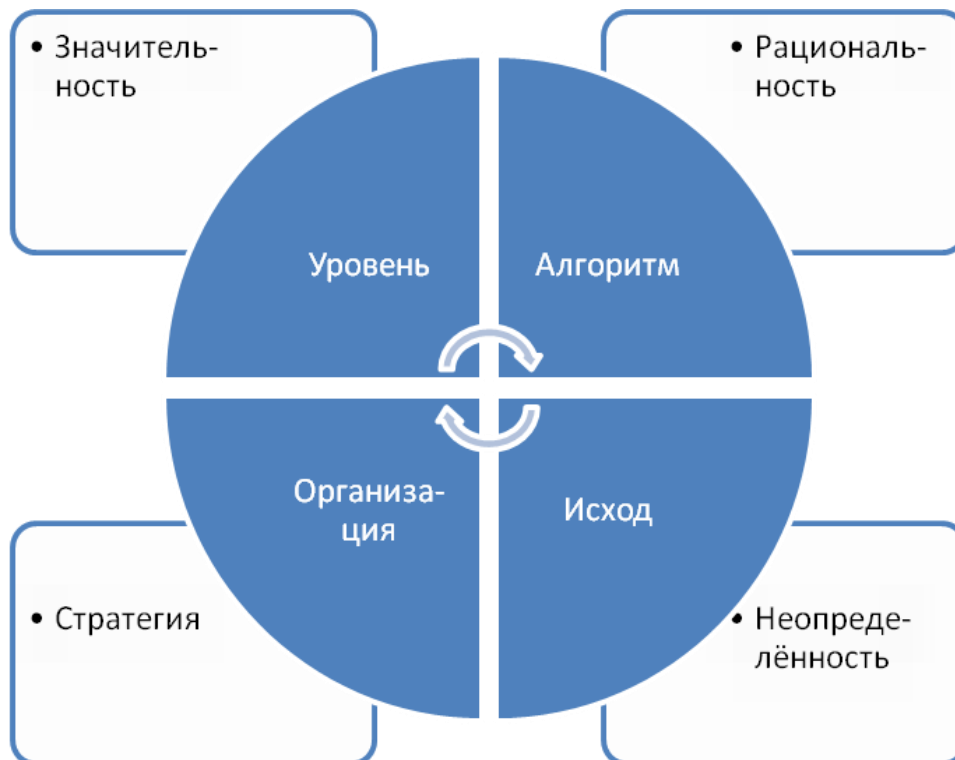 • Значитель-
ность
• Рациональ-
ность
Уровень
Алгоритм
Организа-
ция
Исход
• Стратегия
• Неопреде-
лённость